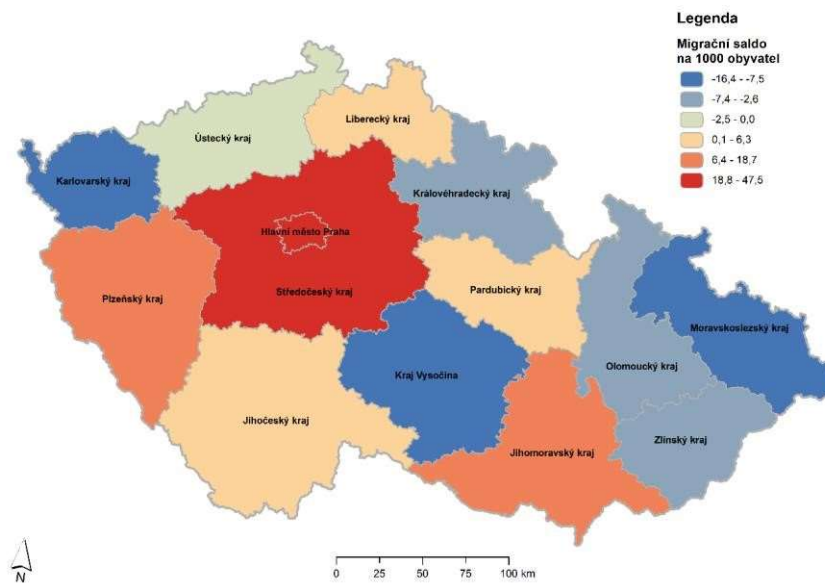 Legenda
Migrační saldo
na 1000 obyvatel
-16,4 - -7,5
-7,4 - -2,6
-2,5 - 0,0
0,1 - 6,3
6,4 - 18,7
18,8 - 47,5
Liberecký kraj
Ústecký kraj
Karlovarský kraj
Královéhradecký kraj
Hlavní město Praha
Středočeský kraj
Pardubický kraj
Plzeňský kraj
Moravskoslezský kraj
Olomoucký kraj
Kraj Vysočina
Jihočeský kraj
Zlínský kraj
Jihomoravský kraj
N
0 25 50 75 100 km